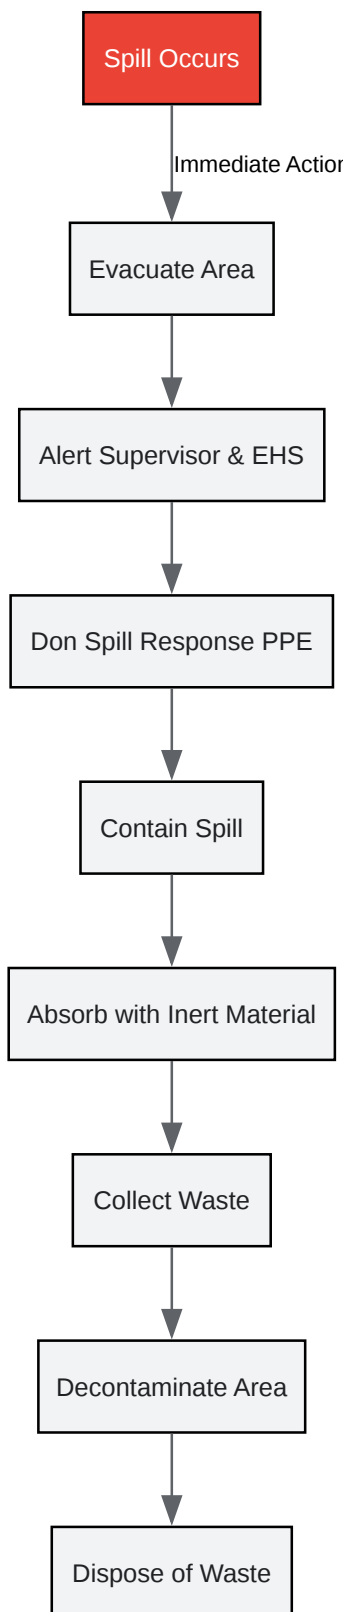 Spill Occurs
Immediate Action
Evacuate Area
Alert Supervisor & EHS
Don Spill Response PPE
Contain Spill
Absorb with Inert Material
Collect Waste
Decontaminate Area
Dispose of Waste